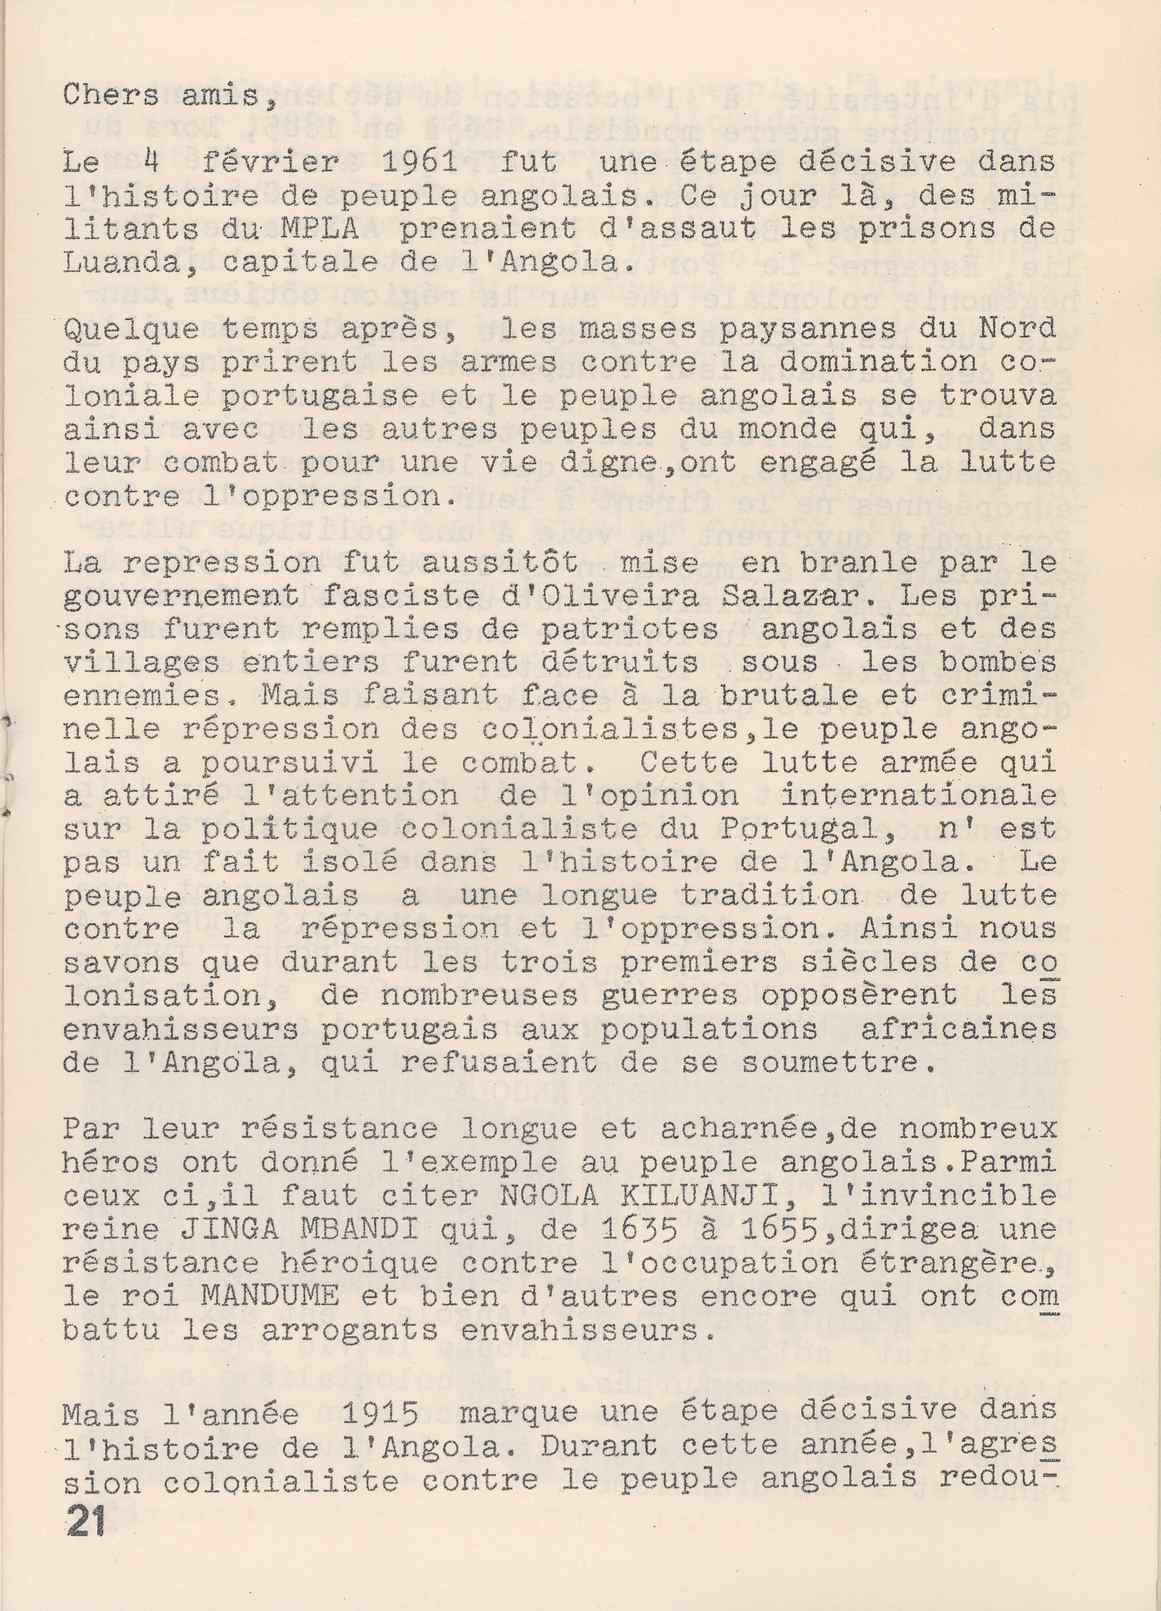 Chers amis,
Le 4 février 1961 fut une étape décisive dans
l'histoire de peuple angolais. Ce jour là, des mi-
litants du MPLA prenaient d'assaut les prisons de
Luanda, capitale de l'Angola.
Quelque temps après, les masses paysannes du Nord
du pays prirent les armes contre la domination co-
loniale portugaise et le peuple angolais se trouva
ainsi avec les autres peuples du monde qui, dans
leur combat pour une vie digne,ont engagé la lutte
contre l'oppression.
La repression fut aussitôt mise en branle par le
gouvernement fasciste d'Oliveira Salazar. Les pri-
sons furent remplies de patriotes angolais et des
villages entiers furent détruits sous les bombes
ennemies. Mais faisant face à la brutale et crimi-
nelle répression des colonialistes,le peuple ango-
lais a poursuivi le combat. Cette lutte armée qui
a attiré l'attention de l'opinion internationale
sur la politique colonialiste du Portugal, n' est
pas un fait isolé dans l'histoire de l'Angola. Le
peuple angolais a une longue tradition de lutte
contre la répression et l'oppression. Ainsi nous
savons que durant les trois premiers siècles de co
lonisation, de nombreuses guerres opposèrent les
envahisseurs portugais aux populations africaines
de l'Angola, qui refusaient de se soumettre.
Par leur résistance longue et acharnée,de nombreux
héros ont donné l'exemple au peuple angolais.Parmi
ceux ci,il faut citer NGOLA KILUANJI, l'invincible
reine JINGA MBANDI qui, de 1635 à 1655,dirigea une
résistance héroique contre l'occupation étrangère,
le roi MANDUME et bien d'autres encore qui ont com
battu les arrogants envahisseurs.
Mais l'année 1915 marque une étape décisive dans
l'histoire de l'Angola. Durant cette année,l'agres
sion colonialiste contre le peuple angolais redou-
21